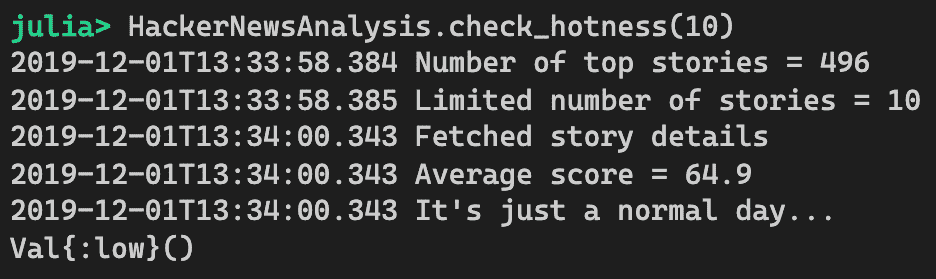 julia> HackerNewsAnalysis.check_hotness(10)
2019-12-01T13:33:58.384 Number of top stories = 496
2019-12-01T13:33:58.385 Limited number of stories = 10
2019-12-01T13:34:00.343 Fetched story details
2019-12-01T13:34:00.343 Average score = 64.9
2019-12-01T13:34:00.343 It's just a normal day...
Val{:low}()